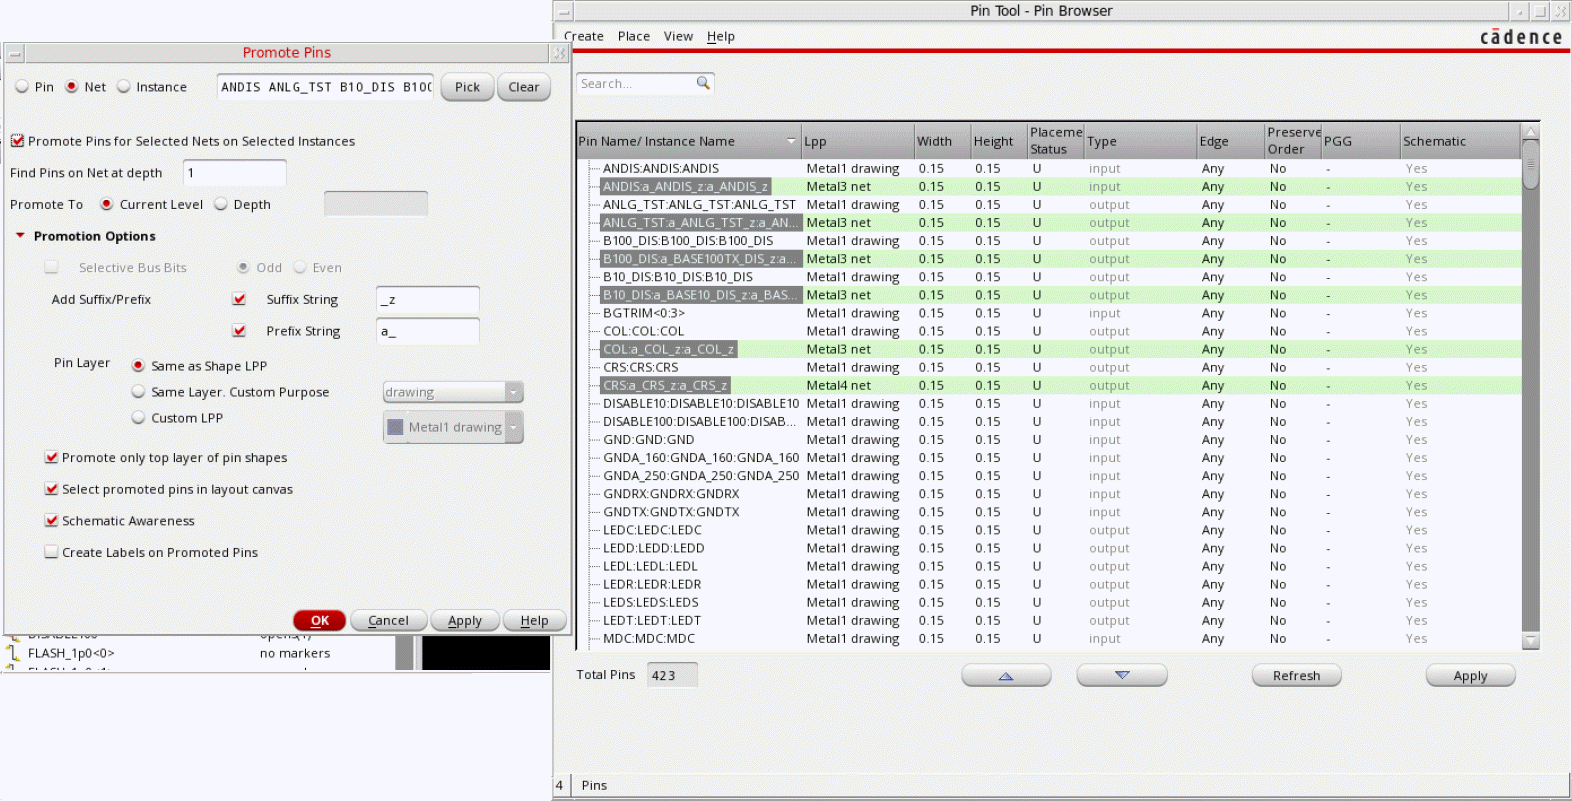 Pin Tool - Pin Browser
Create Place View Help
cādence
Promote Pins
Pin Net Instance ANDIS ANLG_TST B10_DIS B100 Pick Clear
Promote Pins for Selected Nets on Selected Instances
Find Pins on Net at depth 1
Promote To Current Level Depth
Promotion Options
Selective Bus Bits Odd Even
Add Suffix/Prefix Suffix String _z
Prefix String a_
Pin Layer Same as Shape LPP
Same Layer. Custom Purpose drawing
Custom LPP Metal1 drawing
Promote only top layer of pin shapes
Select promoted pins in layout canvas
Schematic Awareness
Create Labels on Promoted Pins
OK Cancel Apply Help
FLASH_1p0<0> no markers
Search...
Pin Name/ Instance Name Lpp Width Height Placeme Status Type Edge Preserve Order PGG Schematic
ANDIS:ANDIS:ANDIS Metal1 drawing 0.15 0.15 U input Any No - Yes
ANDIS:a_ANDIS_z:a_ANDIS_z Metal3 net 0.15 0.15 U input Any No - Yes
ANLG_TST:ANLG_TST:ANLG_TST Metal1 drawing 0.15 0.15 U output Any No - Yes
ANLG_TST:a_ANLG_TST_z:a_AN... Metal3 net 0.15 0.15 U output Any No - Yes
B100_DIS:B100_DIS:B100_DIS Metal1 drawing 0.15 0.15 U output Any No - Yes
B100_DIS:a_BASE100TX_DIS_z:a... Metal3 net 0.15 0.15 U output Any No - Yes
B10_DIS:B10_DIS:B10_DIS Metal1 drawing 0.15 0.15 U output Any No - Yes
B10_DIS:a_BASE10_DIS_z:a_BAS... Metal3 net 0.15 0.15 U output Any No - Yes
BGTRIM<0:3> Metal1 drawing 0.15 0.15 U input Any No - Yes
COL:COL:COL Metal1 drawing 0.15 0.15 U output Any No - Yes
COL:a_COL_z:a_COL_z Metal3 net 0.15 0.15 U output Any No - Yes
CRS:CRS:CRS Metal1 drawing 0.15 0.15 U output Any No - Yes
CRS:a_CRS_z:a_CRS_z Metal4 net 0.15 0.15 U output Any No - Yes
DISABLE10:DISABLE10:DISABLE10 Metal1 drawing 0.15 0.15 U input Any No - Yes
DISABLE100:DISABLE100:DISAB... Metal1 drawing 0.15 0.15 U input Any No - Yes
GND:GND:GND Metal1 drawing 0.15 0.15 U input Any No - Yes
GNDA_160:GNDA_160:GNDA_160 Metal1 drawing 0.15 0.15 U input Any No - Yes
GNDA_250:GNDA_250:GNDA_250 Metal1 drawing 0.15 0.15 U input Any No - Yes
GNDRX:GNDRX:GNDRX Metal1 drawing 0.15 0.15 U input Any No - Yes
GNDTX:GNDTX:GNDTX Metal1 drawing 0.15 0.15 U input Any No - Yes
LEDC:LEDC:LEDC Metal1 drawing 0.15 0.15 U output Any No - Yes
LEDD:LEDD:LEDD Metal1 drawing 0.15 0.15 U output Any No - Yes
LEDL:LEDL:LEDL Metal1 drawing 0.15 0.15 U output Any No - Yes
LEDR:LEDR:LEDR Metal1 drawing 0.15 0.15 U output Any No - Yes
LEDS:LEDS:LEDS Metal1 drawing 0.15 0.15 U output Any No - Yes
LEDT:LEDT:LEDT Metal1 drawing 0.15 0.15 U output Any No - Yes
MDC:MDC:MDC Metal1 drawing 0.15 0.15 U input Any No - Yes
Total Pins 423 Refresh Apply
4 Pins